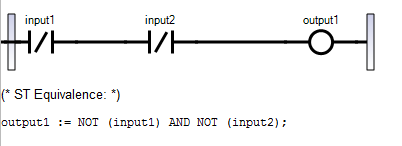 input1 input2 output1
(* ST Equivalence: *)
output1 := NOT (input1) AND NOT (input2);